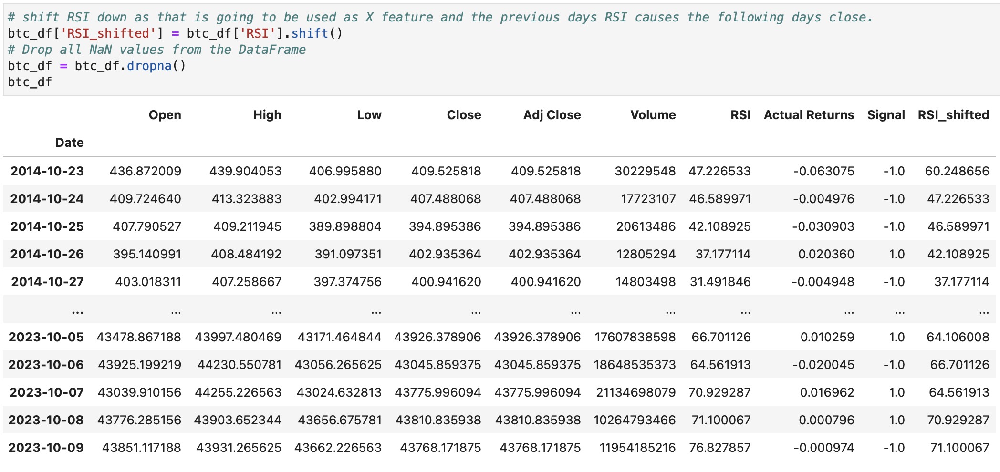 # shift RSI down as that is going to be used as X feature and the previous days RSI causes the following days close.
btc_df['RSI_shifted'] = btc_df['RSI'].shift()
# Drop all NaN values from the DataFrame
btc_df = btc_df.dropna()
btc_df
Open High Low Close Adj Close Volume RSI Actual Returns Signal RSI_shifted
Date
2014-10-23 436.872009 439.904053 406.995880 409.525818 409.525818 30229548 47.226533 -0.063075 -1.0 60.248656
2014-10-24 409.724640 413.323883 402.994171 407.488068 407.488068 17723107 46.589971 -0.004976 -1.0 47.226533
2014-10-25 407.790527 409.211945 389.898804 394.895386 394.895386 20613486 42.108925 -0.030903 -1.0 46.589971
2014-10-26 395.140991 408.484192 391.097351 402.935364 402.935364 12805294 37.177114 0.020360 1.0 42.108925
2014-10-27 403.018311 407.258667 397.374756 400.941620 400.941620 14803498 31.491846 -0.004948 -1.0 37.177114
... ... ... ... ... ... ... ... ... ... ...
2023-10-05 43478.867188 43997.480469 43171.464844 43926.378906 43926.378906 17607838598 66.701126 0.010259 1.0 64.106008
2023-10-06 43925.199219 44230.550781 43056.265625 43045.859375 43045.859375 18648535373 64.561913 -0.020045 -1.0 66.701126
2023-10-07 43039.910156 44255.226563 43024.632813 43775.996094 43775.996094 21134698079 70.929287 0.016962 1.0 64.561913
2023-10-08 43776.285156 43903.652344 43656.675781 43810.835938 43810.835938 10264793466 71.100067 0.000796 1.0 70.929287
2023-10-09 43851.117188 43931.265625 43662.226563 43768.171875 43768.171875 11954185216 76.827857 -0.000974 -1.0 71.100067